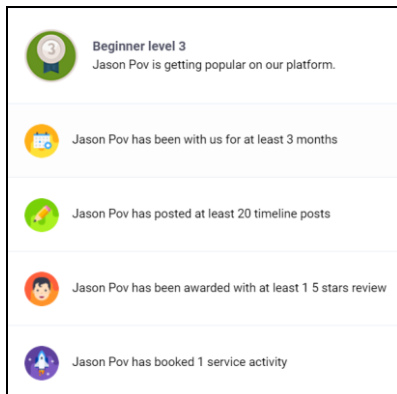 3
Beginner level 3
Jason Pov is getting popular on our platform.
Jason Pov has been with us for at least 3 months
Jason Pov has posted at least 20 timeline posts
Jason Pov has been awarded with at least 1 5 stars review
Jason Pov has booked 1 service activity